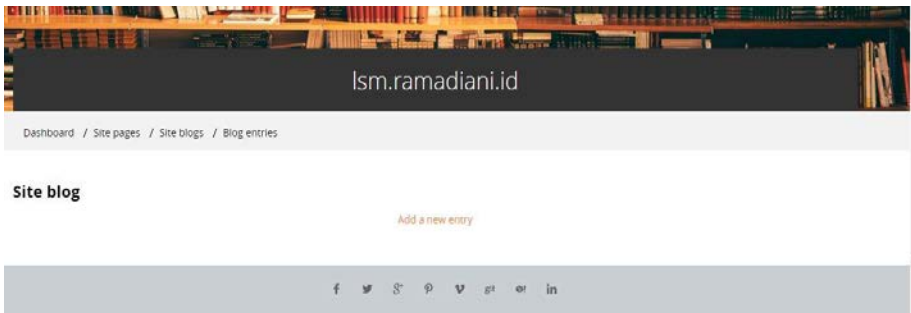 lsm.ramadiani.id
Dashboard / Site pages / Site blogs / Blog entries
Site blog
Add a new entry